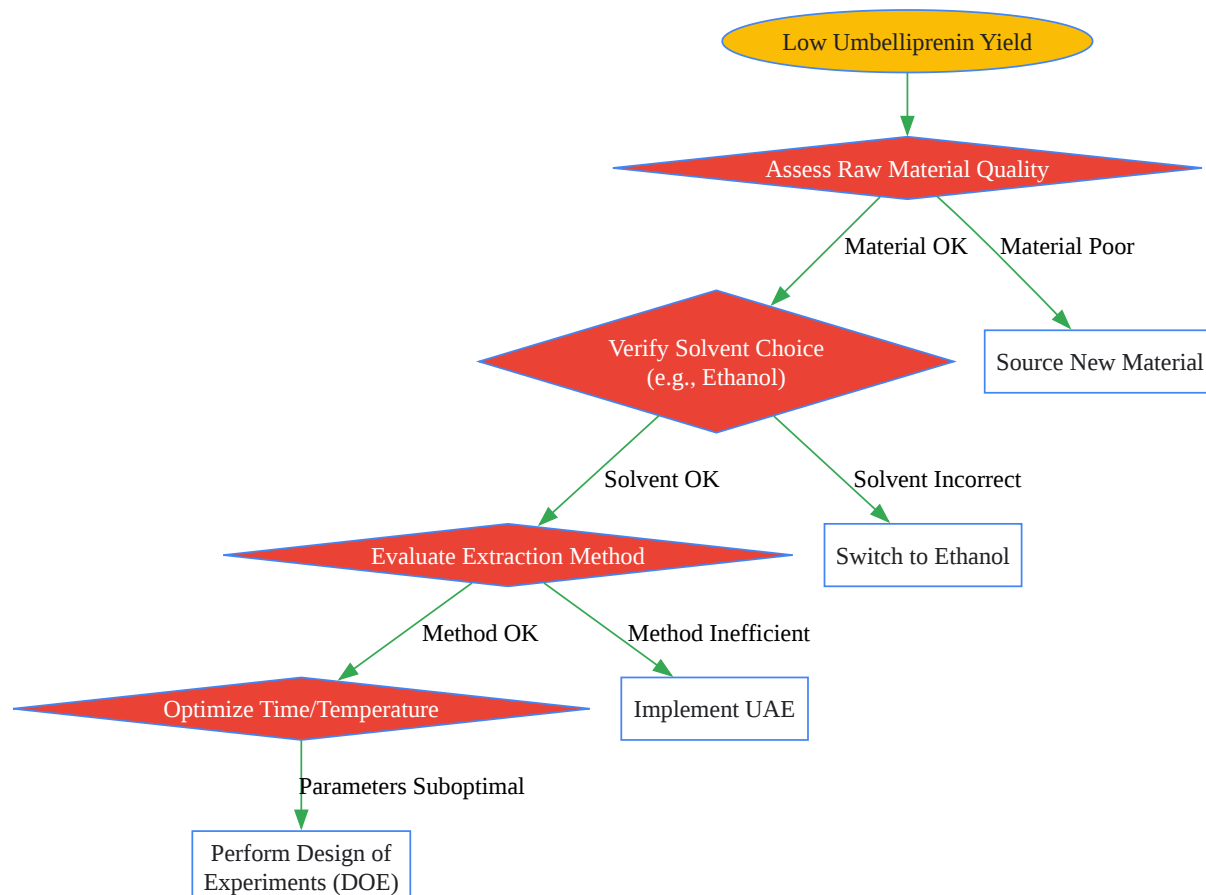 Low Umbelliprenin Yield
Assess Raw Material Quality
Material OK
Material Poor
Verify Solvent Choice
(e.g., Ethanol)
Source New Material
Solvent OK
Solvent Incorrect
Evaluate Extraction Method
Switch to Ethanol
Method OK
Method Inefficient
Optimize Time/Temperature
Implement UAE
Parameters Suboptimal
Perform Design of
Experiments (DOE)